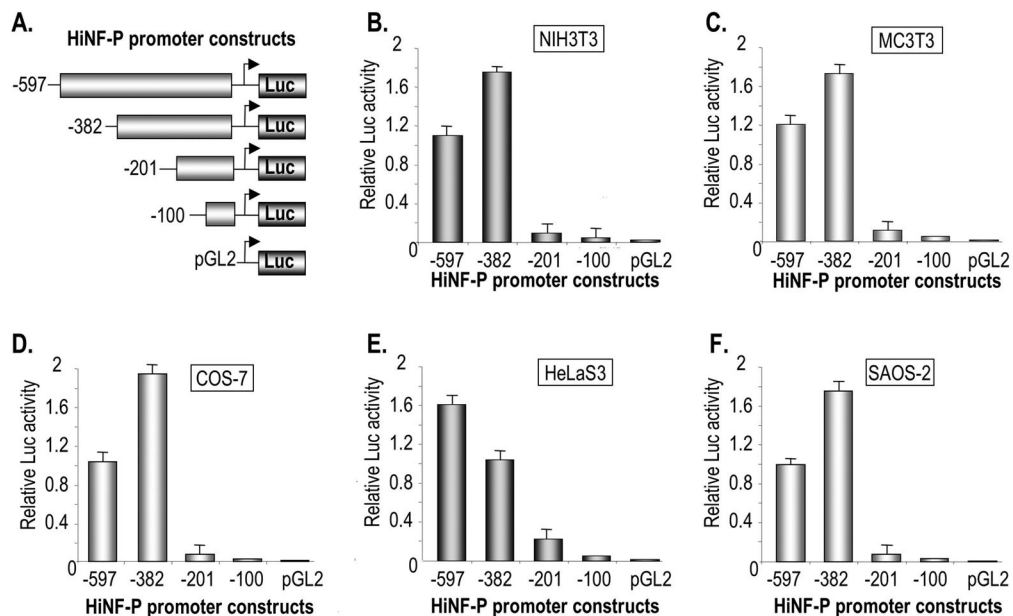 A.
HiNF-P promoter constructs
-597 Luc
-382 Luc
-201 Luc
-100 Luc
pGL2 Luc
B.
NIH3T3
Relative Luc activity
2
1.6
1.2
0.8
0.4
0
-597 -382 -201 -100 pGL2
HiNF-P promoter constructs
C.
MC3T3
Relative Luc activity
2
1.6
1.2
0.8
0.4
0
-597 -382 -201 -100 pGL2
HiNF-P promoter constructs
D.
COS-7
Relative Luc activity
2
1.6
1.2
0.8
0.4
0
-597 -382 -201 -100 pGL2
HiNF-P promoter constructs
E.
HeLaS3
Relative Luc activity
2
1.6
1.2
0.8
0.4
0
-597 -382 -201 -100 pGL2
HiNF-P promoter constructs
F.
SAOS-2
Relative Luc activity
2
1.6
1.2
0.8
0.4
0
-597 -382 -201 -100 pGL2
HiNF-P promoter constructs